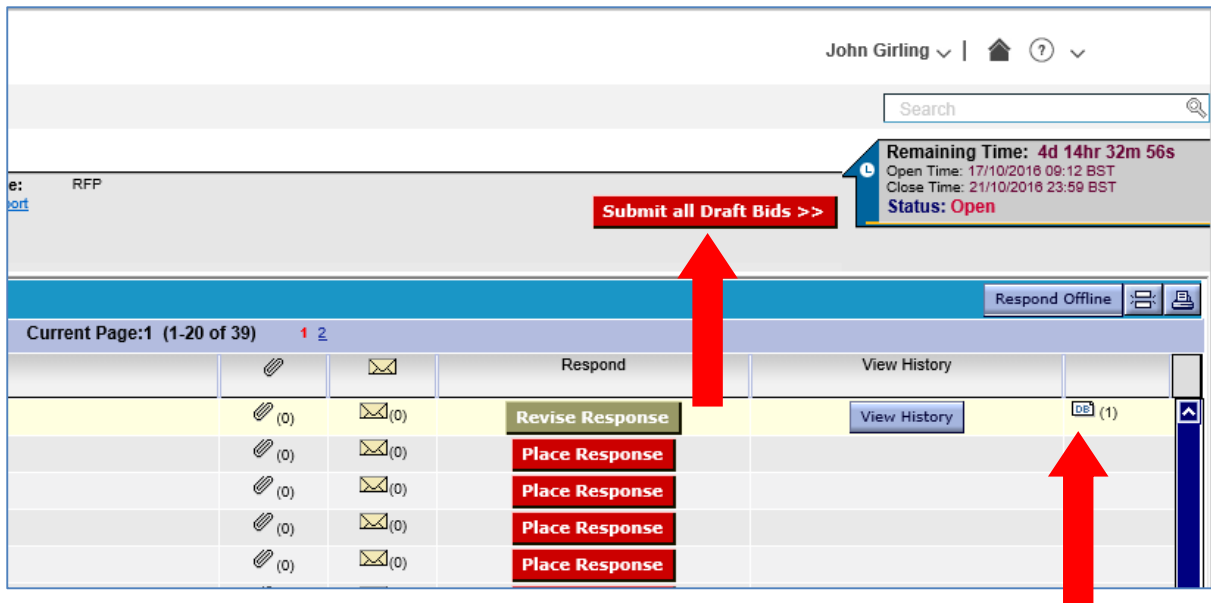 John Girling
?
Search
Remaining Time: 4d 14hr 32m 56s
Open Time: 17/10/2016 09:12 BST
Close Time: 21/10/2016 23:59 BST
Status: Open
e: RFP
port
Submit all Draft Bids >>
Respond Offline
Current Page:1 (1-20 of 39) 1 2
Respond View History
(0) (0) Revise Response View History DB (1)
(0) (0) Place Response
(0) (0) Place Response
(0) (0) Place Response
(0) (0) Place Response